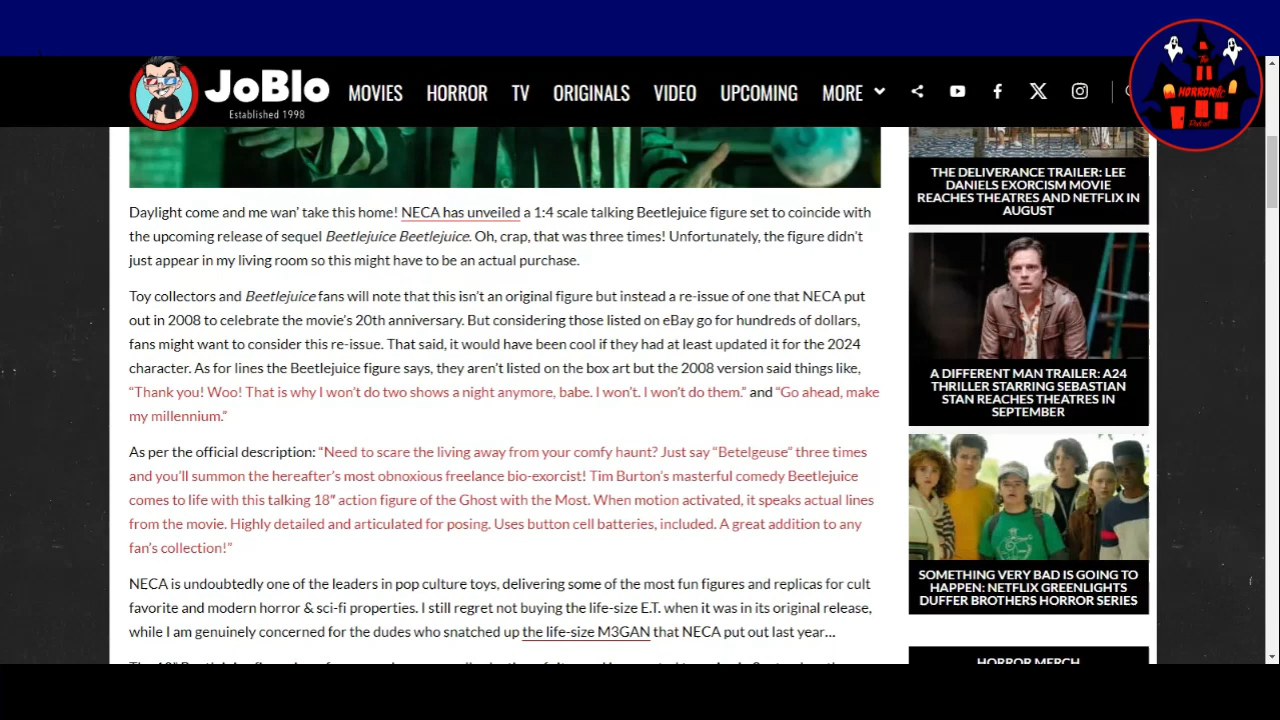 JoBlo
Established 1998
MOVIES HORROR TV ORIGINALS VIDEO UPCOMING MORE
The
HORRORific
Podcast
Daylight come and me wan' take this home! NECA has unveiled a 1:4 scale talking Beetlejuice figure set to coincide with
the upcoming release of sequel Beetlejuice Beetlejuice. Oh, crap, that was three times! Unfortunately, the figure didn't
just appear in my living room so this might have to be an actual purchase.
Toy collectors and Beetlejuice fans will note that this isn't an original figure but instead a re-issue of one that NECA put
out in 2008 to celebrate the movie's 20th anniversary. But considering those listed on eBay go for hundreds of dollars,
fans might want to consider this re-issue. That said, it would have been cool if they had at least updated it for the 2024
character. As for lines the Beetlejuice figure says, they aren't listed on the box art but the 2008 version said things like,
“Thank you! Woo! That is why I won't do two shows a night anymore, babe. I won't. I won't do them.” and “Go ahead, make
my millennium.”
As per the official description: “Need to scare the living away from your comfy haunt? Just say “Betelgeuse” three times
and you'll summon the hereafter's most obnoxious freelance bio-exorcist! Tim Burton's masterful comedy Beetlejuice
comes to life with this talking 18″ action figure of the Ghost with the Most. When motion activated, it speaks actual lines
from the movie. Highly detailed and articulated for posing. Uses button cell batteries, included. A great addition to any
fan's collection!”
NECA is undoubtedly one of the leaders in pop culture toys, delivering some of the most fun figures and replicas for cult
favorite and modern horror & sci-fi properties. I still regret not buying the life-size E.T. when it was in its original release,
while I am genuinely concerned for the dudes who snatched up the life-size M3GAN that NECA put out last year…
THE DELIVERANCE TRAILER: LEE
DANIELS EXORCISM MOVIE
REACHES THEATRES AND NETFLIX IN
AUGUST
A DIFFERENT MAN TRAILER: A24
THRILLER STARRING SEBASTIAN
STAN REACHES THEATRES IN
SEPTEMBER
SOMETHING VERY BAD IS GOING TO
HAPPEN: NETFLIX GREENLIGHTS
DUFFER BROTHERS HORROR SERIES
HORROR MERCH